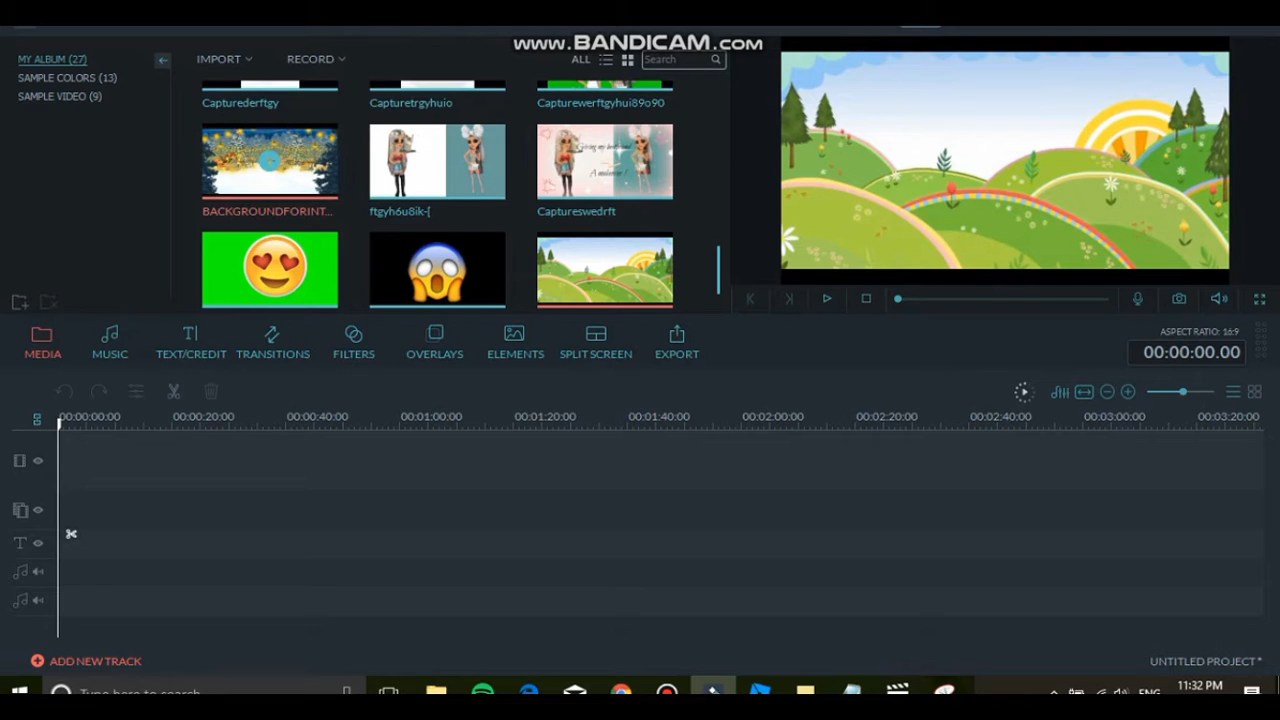 www.BANDICAM.com
MY ALBUM (27)
SAMPLE COLORS (13)
SAMPLE VIDEO (9)
IMPORT
RECORD
ALL
Search
Capturederftgy
Capturetrgyhuio
Capturewerftgyhui89o90
BACKGROUNDFORINT...
ftgyh6u8ik-[
Captureswedrft
MEDIA
MUSIC
TEXT/CREDIT
TRANSITIONS
FILTERS
OVERLAYS
ELEMENTS
SPLIT SCREEN
EXPORT
ASPECT RATIO: 16:9
00:00:00.00
00:00:00:00
00:00:20:00
00:00:40:00
00:01:00:00
00:01:20:00
00:01:40:00
00:02:00:00
00:02:20:00
00:02:40:00
00:03:00:00
00:03:20:00
ADD NEW TRACK
UNTITLED PROJECT*
Type here to search
ENG
11:32 PM